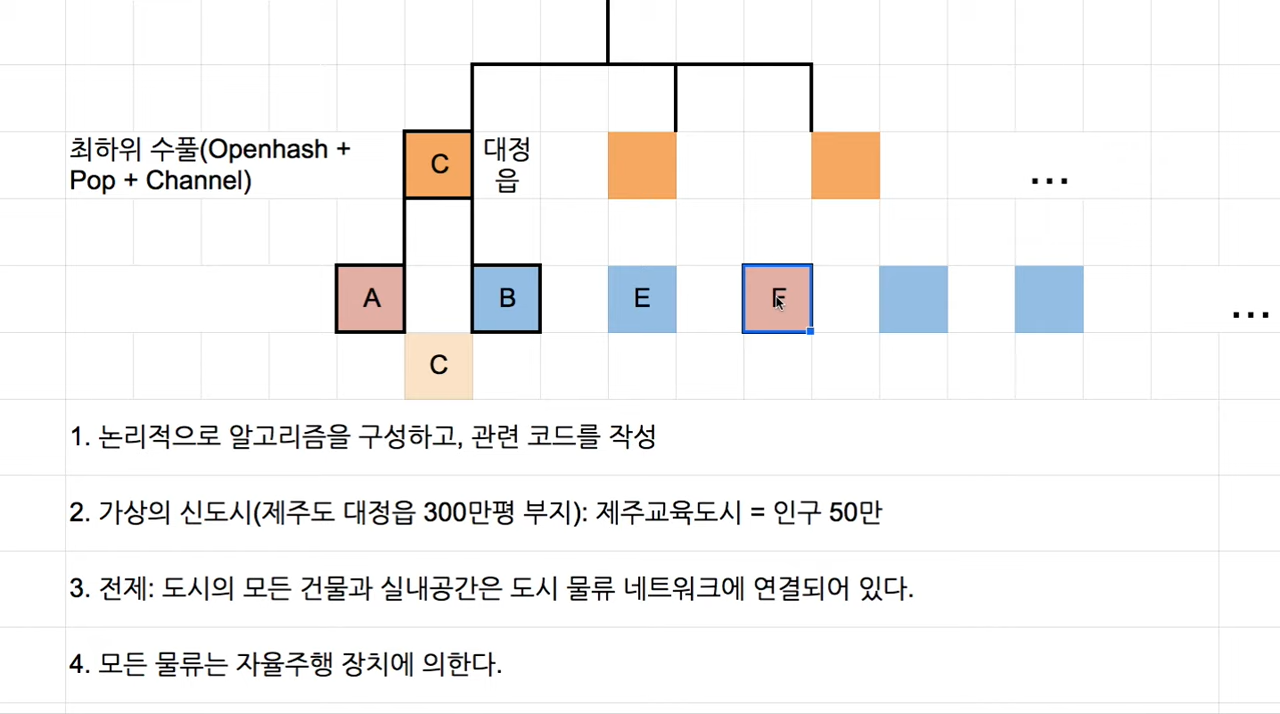 최하위 수풀(Openhash +
Pop + Channel)
C
대정
읍
...
A
B
E
F
...
C
1. 논리적으로 알고리즘을 구성하고, 관련 코드를 작성
2. 가상의 신도시(제주도 대정읍 300만평 부지): 제주교육도시 = 인구 50만
3. 전제: 도시의 모든 건물과 실내공간은 도시 물류 네트워크에 연결되어 있다.
4. 모든 물류는 자율주행 장치에 의한다.